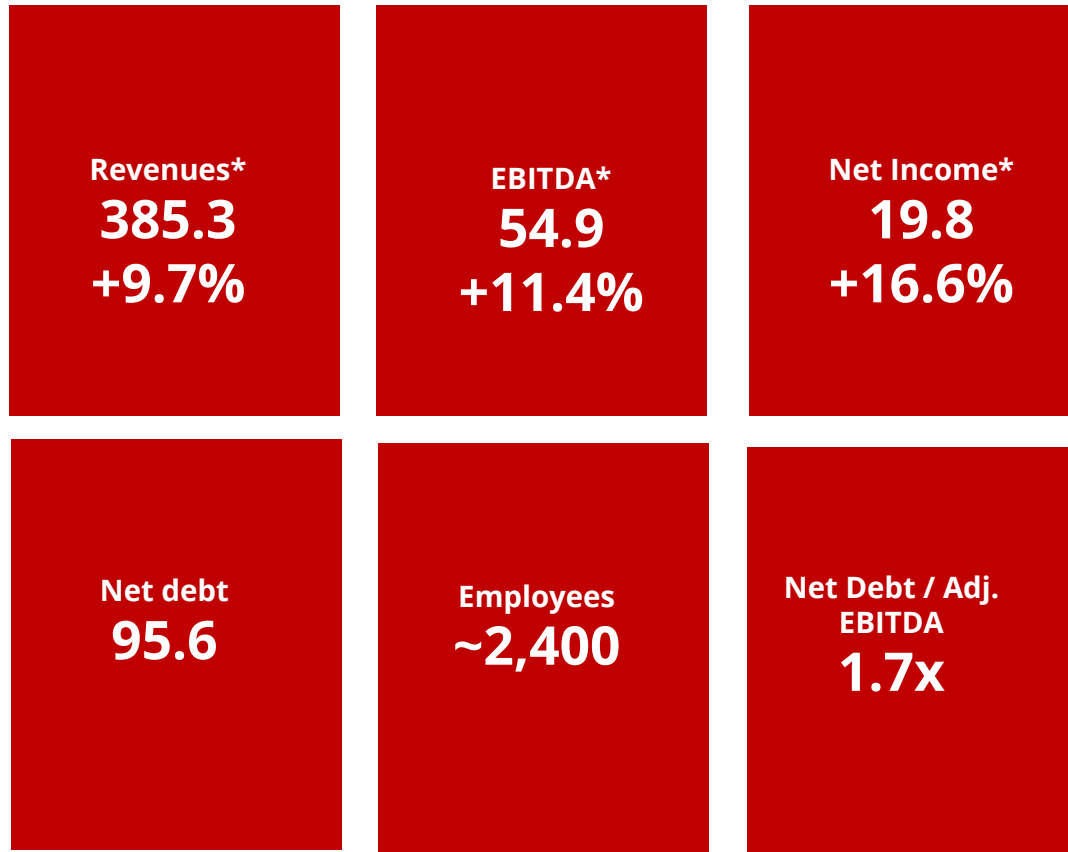 Revenues*
385.3
+9.7%
EBITDA*
54.9
+11.4%
Net Income*
19.8
+16.6%
Net debt
95.6
Employees
~2,400
Net Debt / Adj.
EBITDA
1.7x